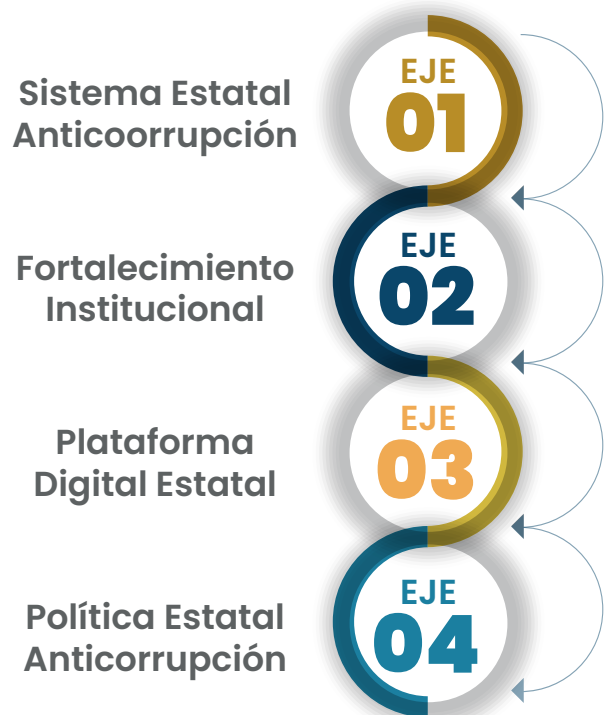 Sistema Estatal
Anticoorrupción
EJE
01
Fortalecimiento
Institucional
EJE
02
Plataforma
Digital Estatal
EJE
03
Política Estatal
Anticorrupción
EJE
04